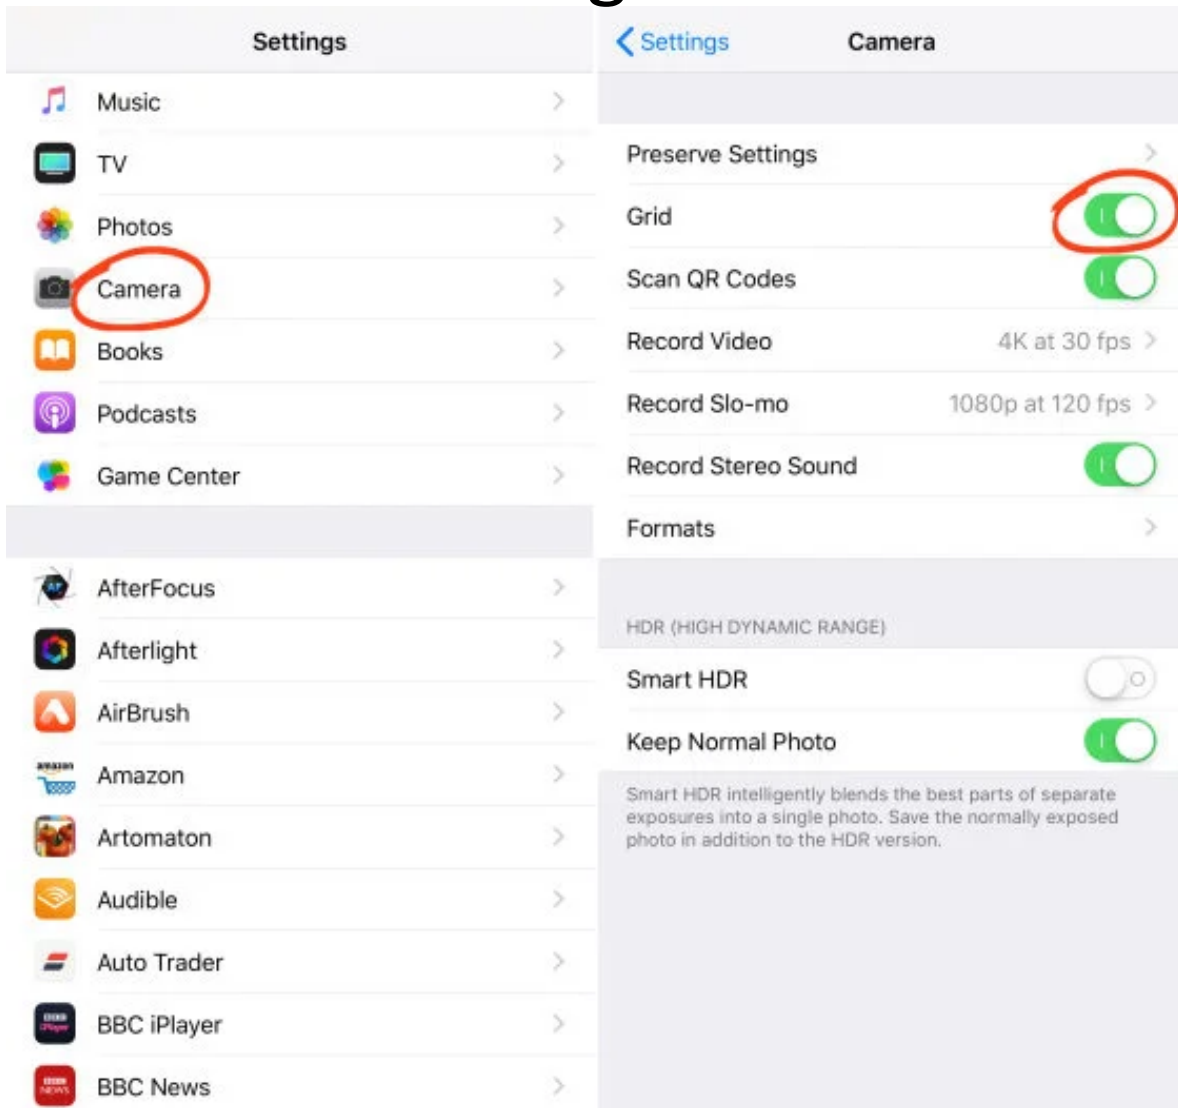 Settings
Music
TV
Photos
Camera
Books
Podcasts
Game Center
AfterFocus
Afterlight
AirBrush
amazon
Amazon
Artomaton
Audible
Auto Trader
BBC iPlayer
NEWS
BBC News
Settings
Camera
Preserve Settings
Grid
Scan QR Codes
Record Video
4K at 30 fps
Record Slo-mo
1080p at 120 fps
Record Stereo Sound
Formats
HDR (HIGH DYNAMIC RANGE)
Smart HDR
Keep Normal Photo
Smart HDR intelligently blends the best parts of separate
exposures into a single photo. Save the normally exposed
photo in addition to the HDR version.